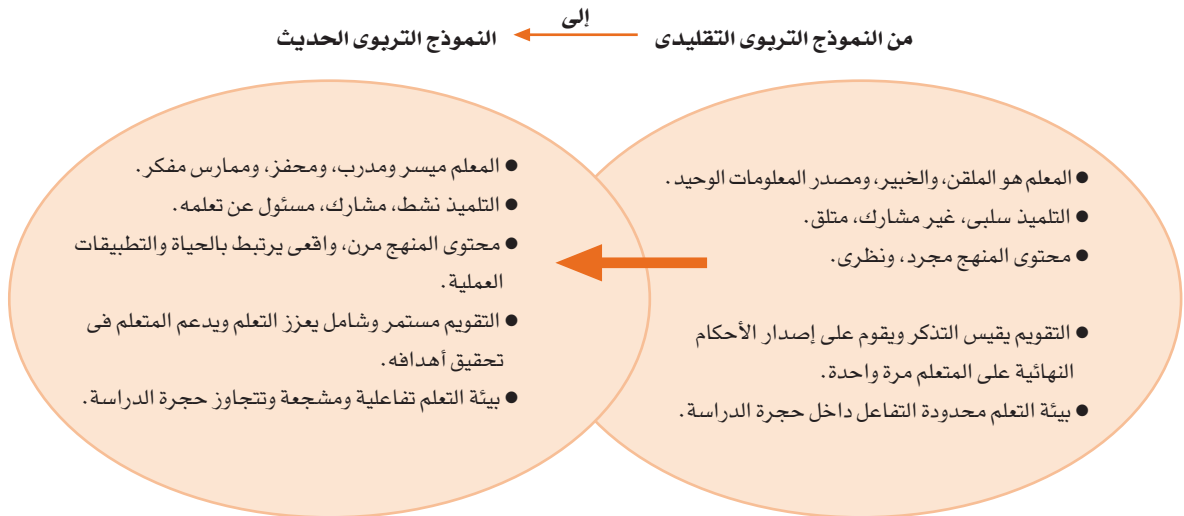 إلى
من النموذج التربوى التقليدى
النموذج التربوى الحديث
● المعلم هو الملقن، والخبير، ومصدر المعلومات الوحيد.
● التلميذ سلبى، غير مشارك، متلق.
● محتوى المنهج مجرد، ونظرى.
● التقويم يقيس التذكر ويقوم على إصدار الأحكام
النهائية على المتعلم مرة واحدة.
● بيئة التعلم محدودة التفاعل داخل حجرة الدراسة.
● المعلم ميسر ومدرب، ومحفز، وممارس مفكر.
● التلميذ نشط، مشارك، مسئول عن تعلمه.
● محتوى المنهج مرن، واقعى يرتبط بالحياة والتطبيقات
العملية.
● التقويم مستمر وشامل يعزز التعلم ويدعم المتعلم فى
تحقيق أهدافه.
● بيئة التعلم تفاعلية ومشجعة وتتجاوز حجرة الدراسة.